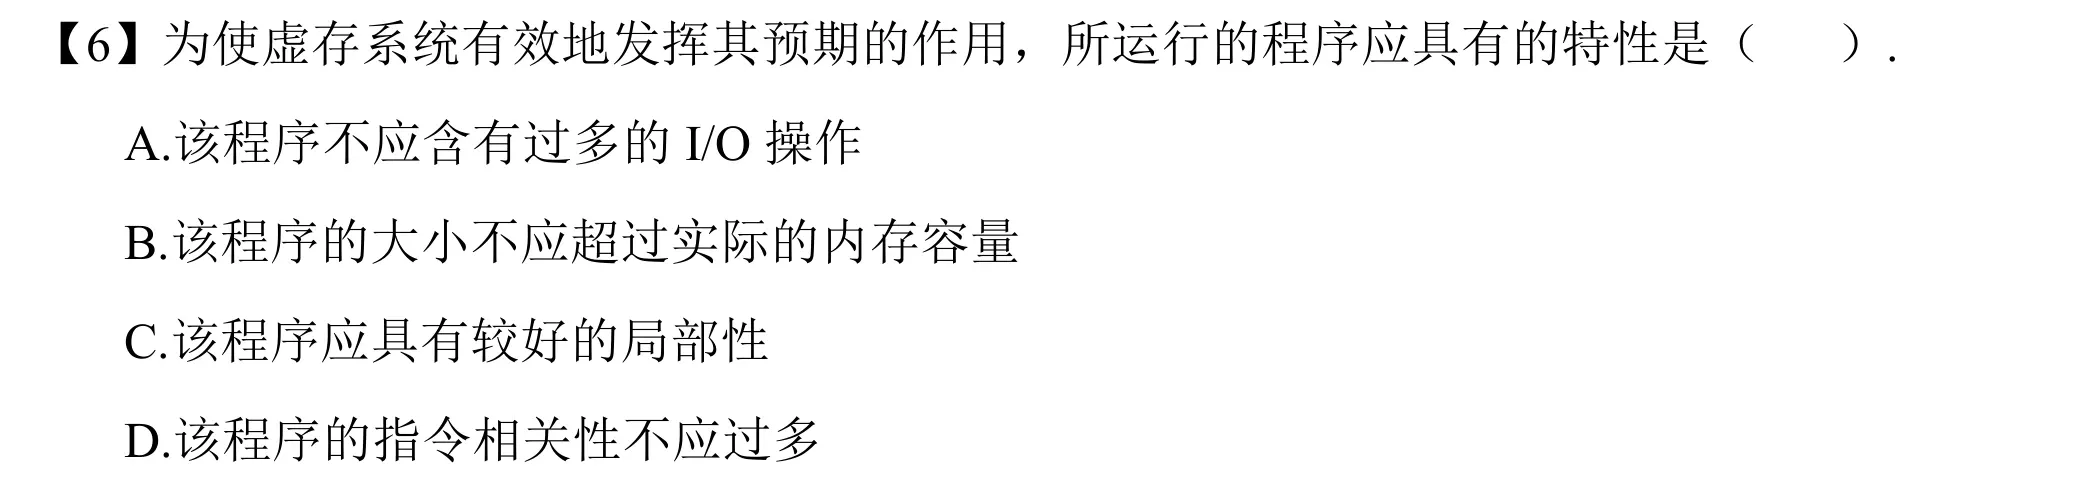 【6】为使虚存系统有效地发挥其预期的作用，所运行的程序应具有的特性是（　　）.
A.该程序不应含有过多的 I/O 操作
B.该程序的大小不应超过实际的内存容量
C.该程序应具有较好的局部性
D.该程序的指令相关性不应过多